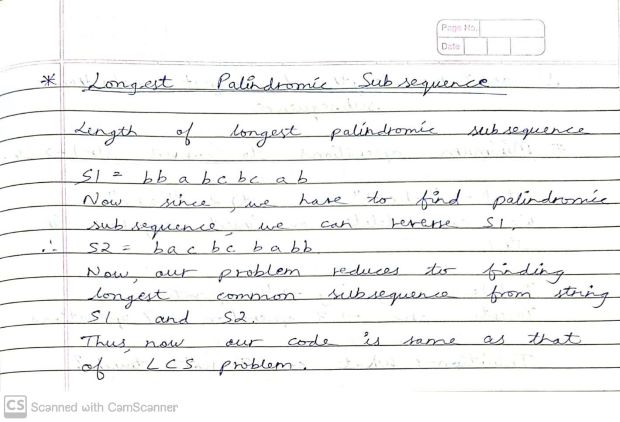 Page No.
Date
* Longest Palindromic Subsequence
Length of longest palindromic subsequence
S1 = bb a b c b c a b
Now since, we have to find palindromic
subsequence, we can reverse S1.
∴ S2 = b a c b c b a b b
Now, our problem reduces to finding
longest common subsequence from string
S1 and S2.
Thus, now our code is same as that
of LCS problem.
CS Scanned with CamScanner